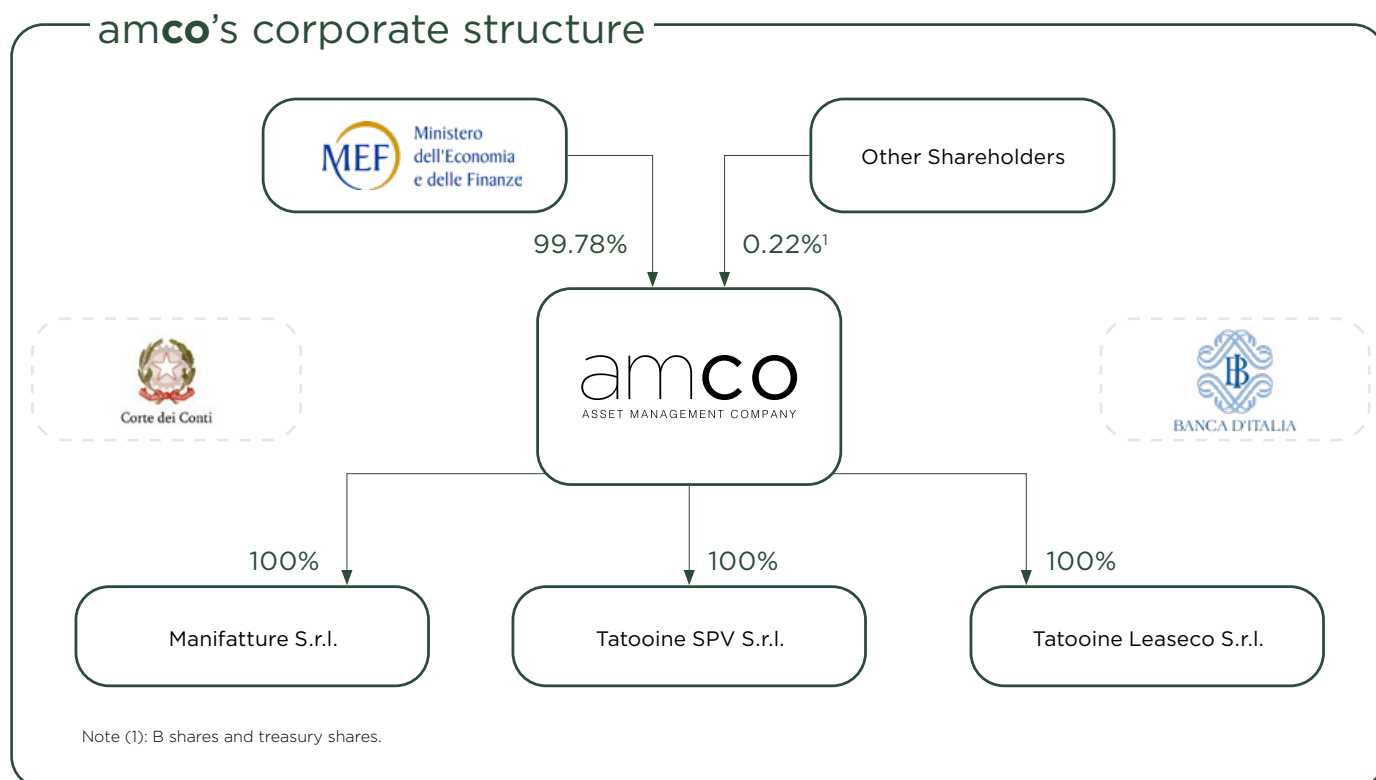 amco's corporate structure
MEF
Ministero
dell'Economia
e delle Finanze
Other Shareholders
99.78%
0.22%¹
Corte dei Conti
amco
ASSET MANAGEMENT COMPANY
BI
BANCA D'ITALIA
100%
100%
100%
Manifatture S.r.l.
Tatooine SPV S.r.l.
Tatooine Leaseco S.r.l.
Note (1): B shares and treasury shares.